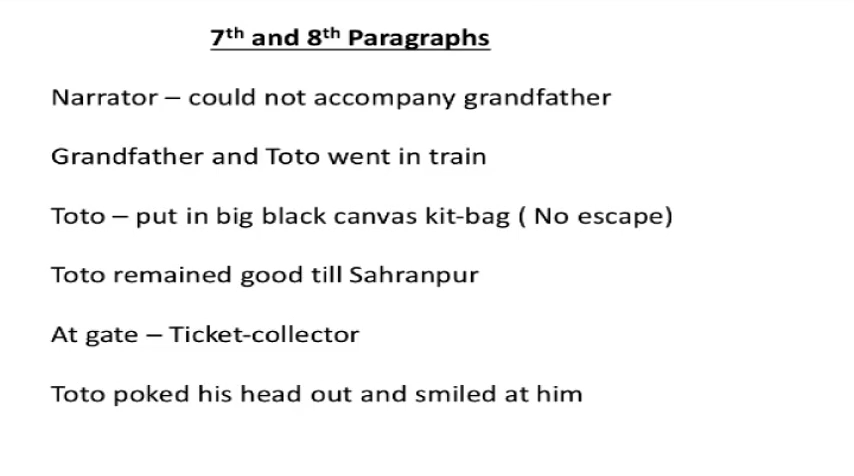 7th and 8th Paragraphs
Narrator – could not accompany grandfather
Grandfather and Toto went in train
Toto – put in big black canvas kit-bag ( No escape)
Toto remained good till Sahranpur
At gate – Ticket-collector
Toto poked his head out and smiled at him